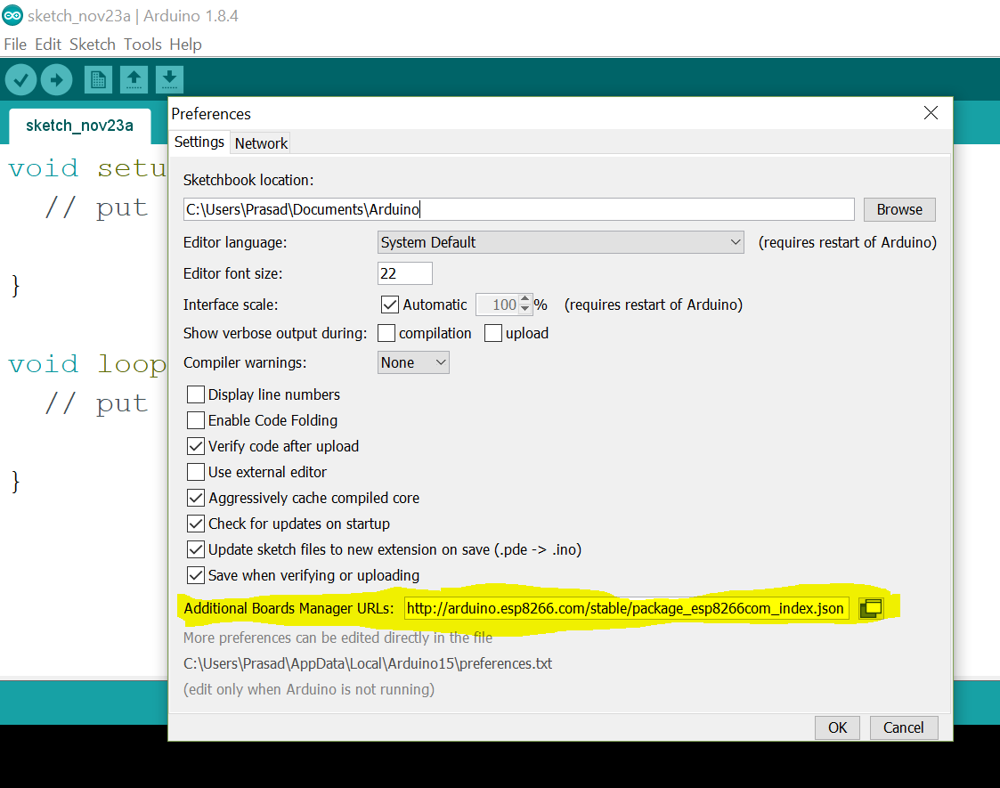 sketch_nov23a | Arduino 1.8.4
File Edit Sketch Tools Help
sketch_nov23a
void setu
// put
}
void loop
// put
}
Preferences
Settings Network
Sketchbook location:
C:\Users\Prasad\Documents\Arduino Browse
Editor language: System Default (requires restart of Arduino)
Editor font size: 22
Interface scale: Automatic 100 % (requires restart of Arduino)
Show verbose output during: compilation upload
Compiler warnings: None
Display line numbers
Enable Code Folding
Verify code after upload
Use external editor
Aggressively cache compiled core
Check for updates on startup
Update sketch files to new extension on save (.pde -> .ino)
Save when verifying or uploading
Additional Boards Manager URLs: http://arduino.esp8266.com/stable/package_esp8266com_index.json
More preferences can be edited directly in the file
C:\Users\Prasad\AppData\Local\Arduino15\preferences.txt
(edit only when Arduino is not running)
OK Cancel